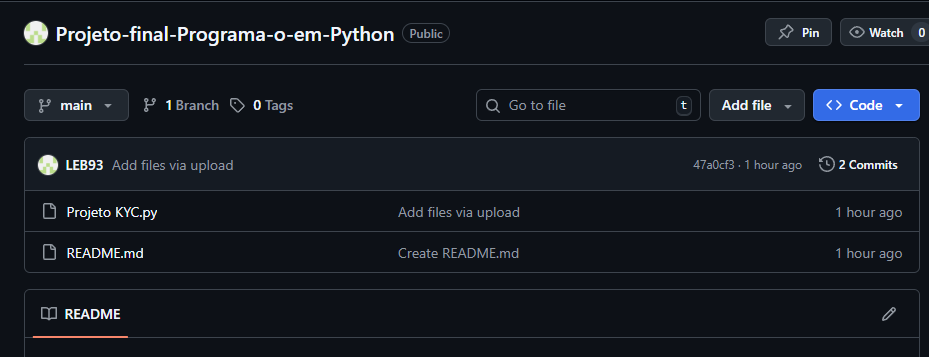 Projeto-final-Programa-o-em-Python Public Pin Watch 0
main 1 Branch 0 Tags Go to file t Add file Code
LEB93 Add files via upload 47a0cf3 · 1 hour ago 2 Commits
Projeto KYC.py Add files via upload 1 hour ago
README.md Create README.md 1 hour ago
README